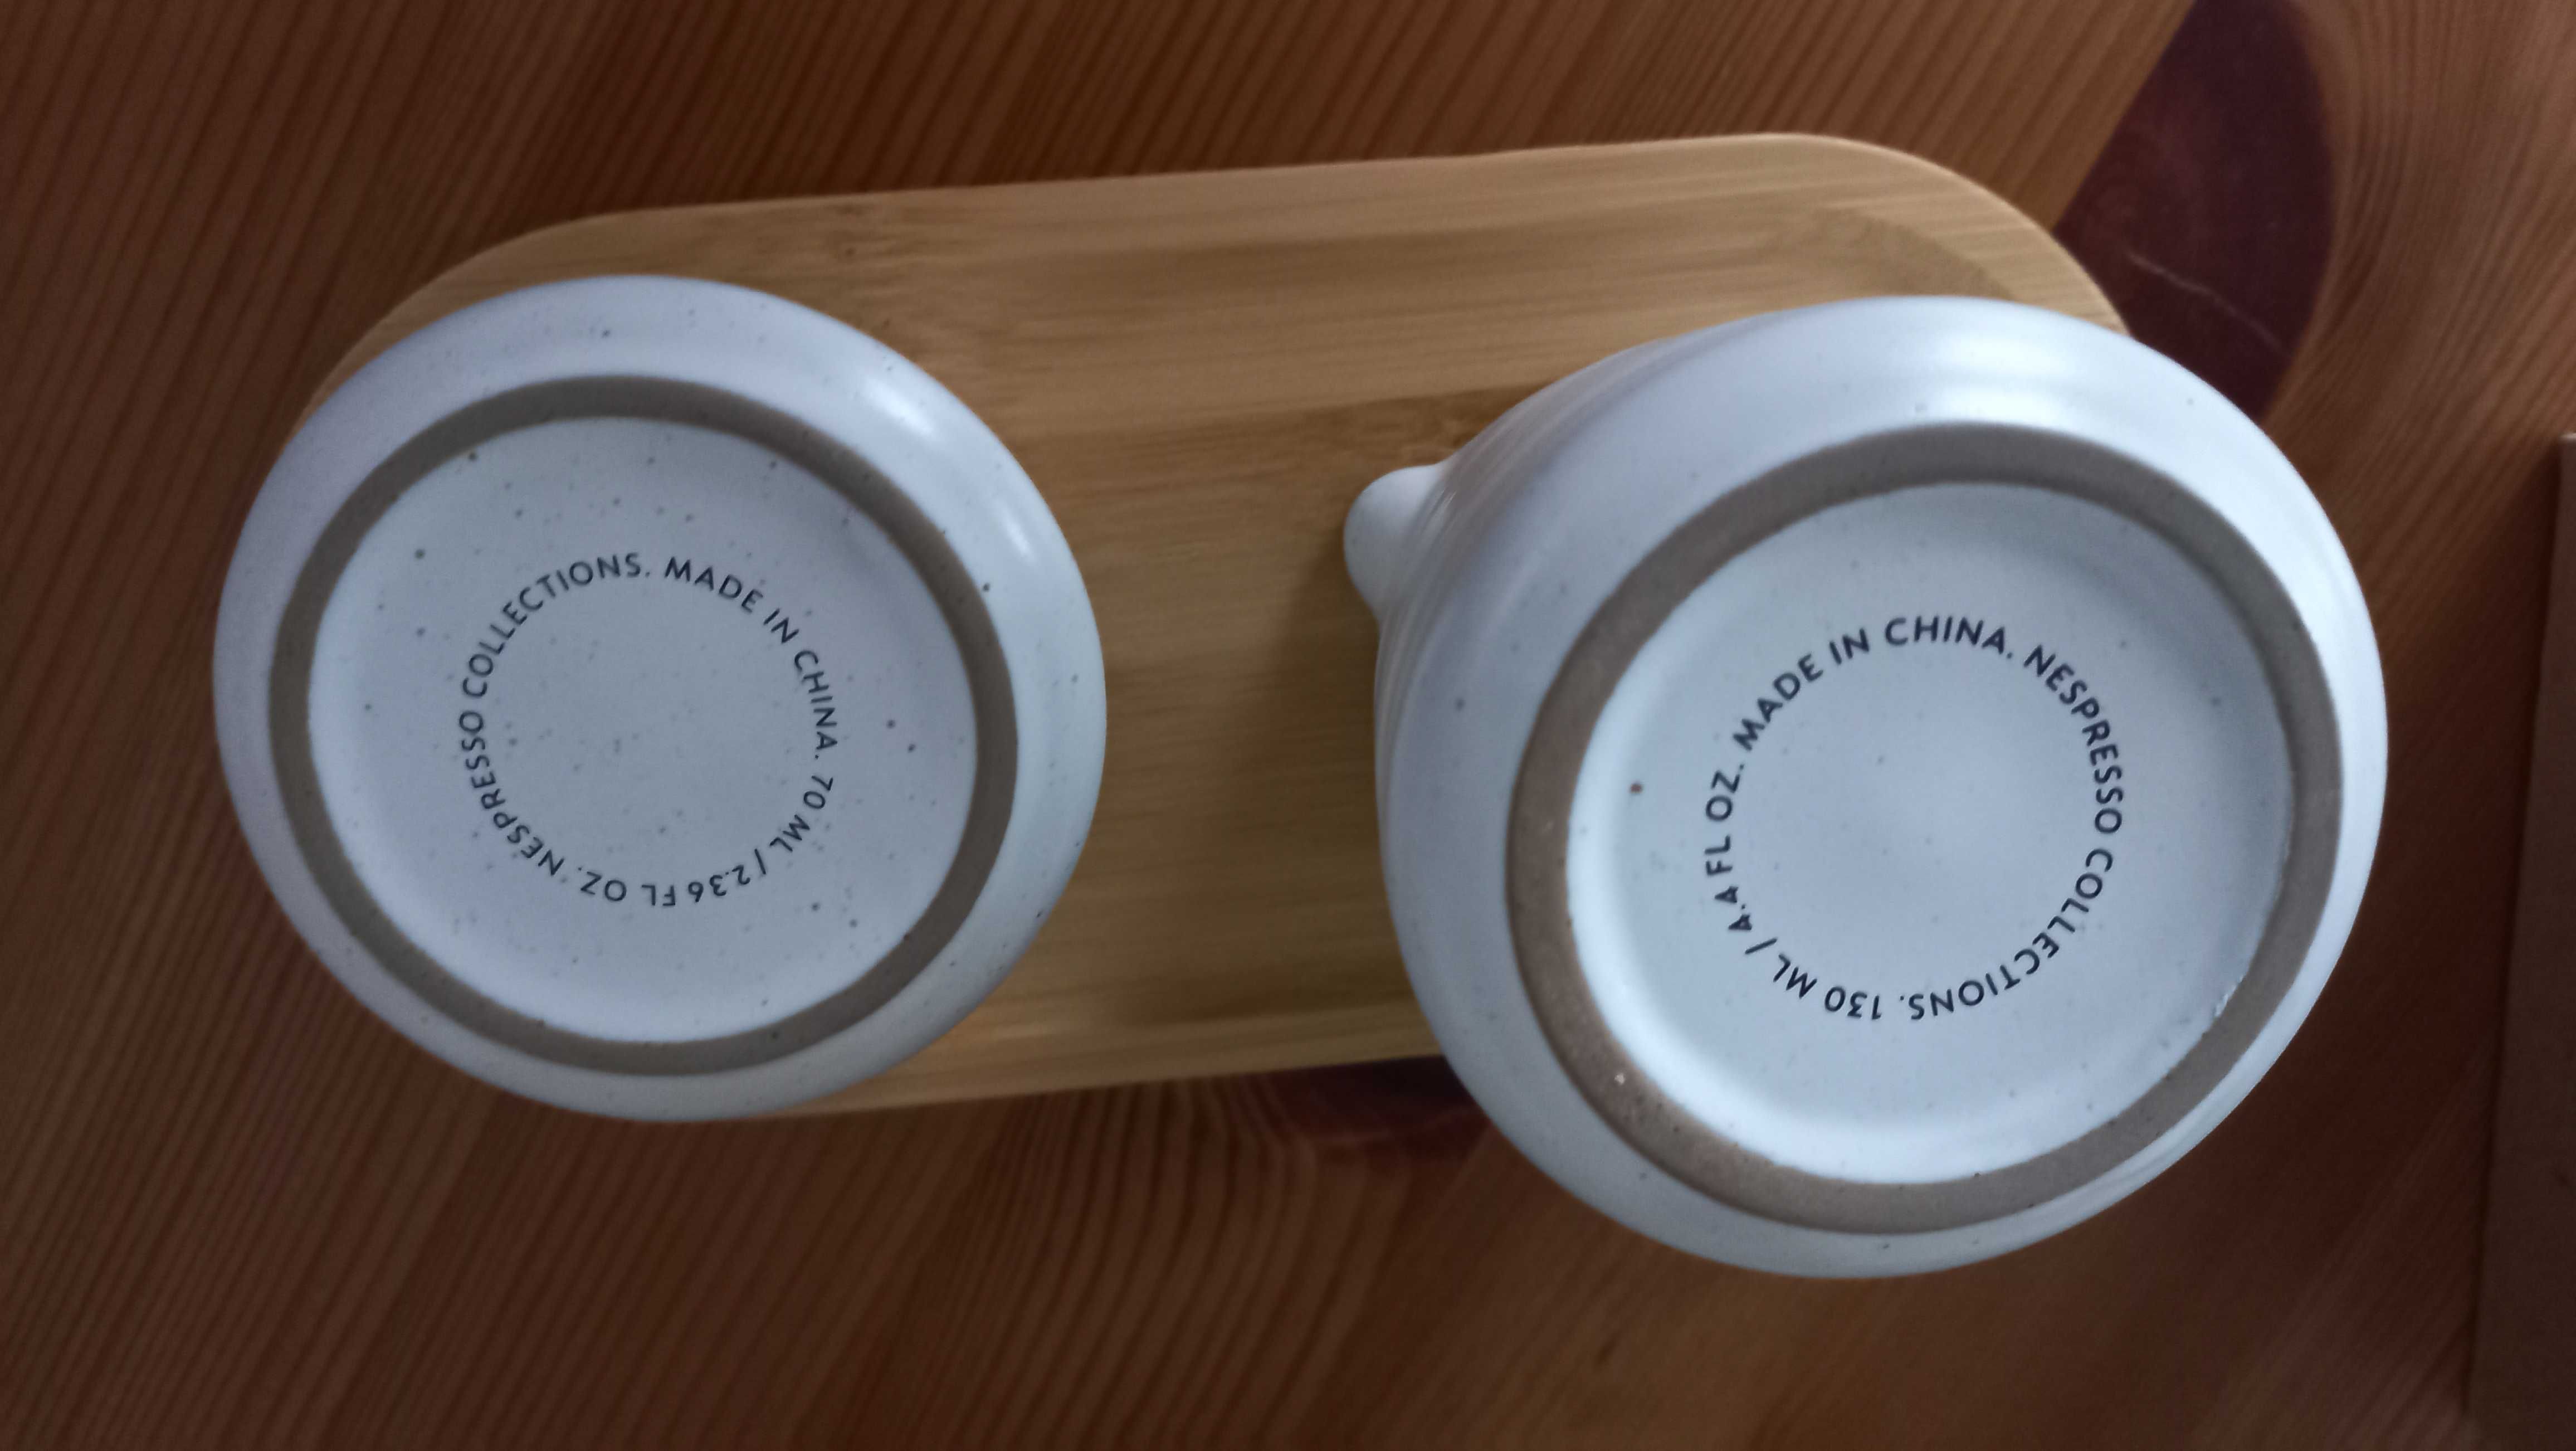 NESPRESSO COLLECTIONS. MADE IN CHINA. 70 ML / 2.36 FL OZ.
NESPRESSO COLLECTIONS. 130 ML / 4.4 FL OZ. MADE IN CHINA.